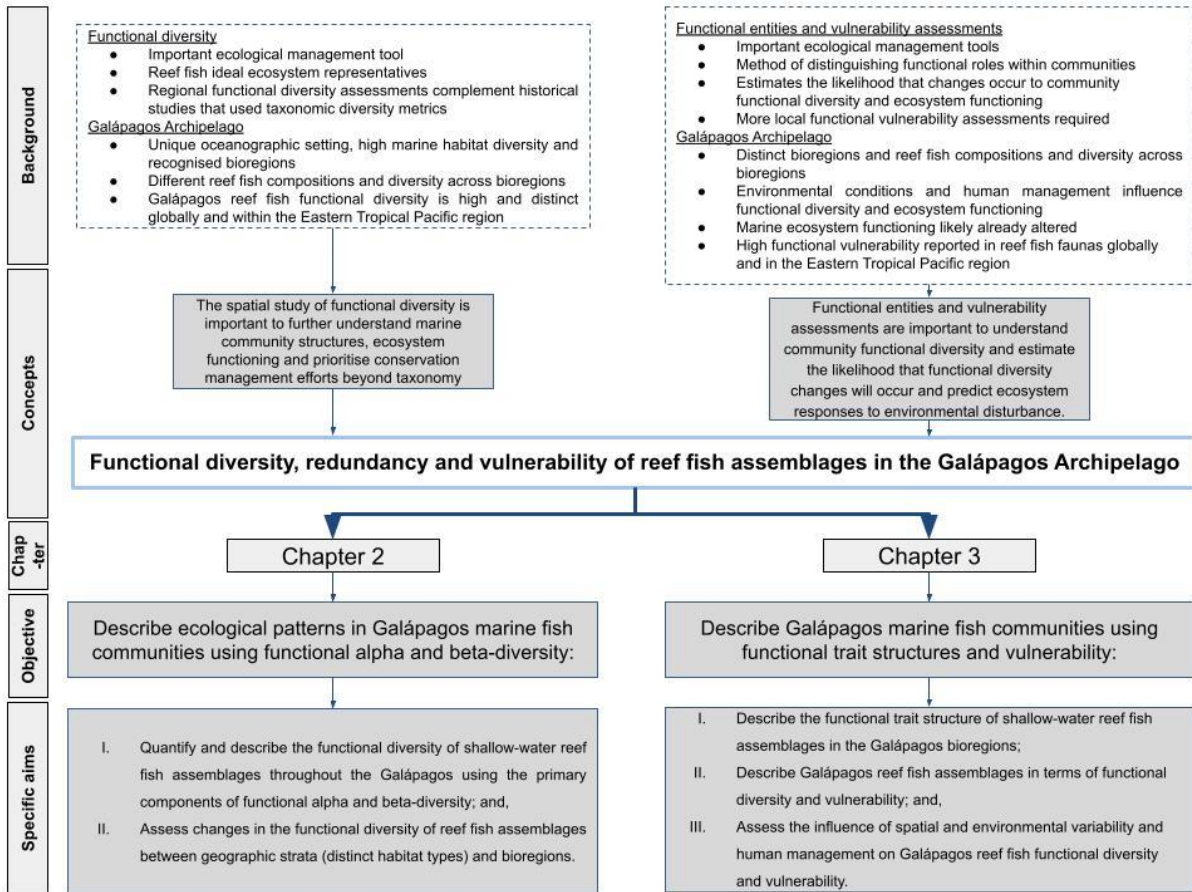 Background
Functional diversity
● Important ecological management tool
● Reef fish ideal ecosystem representatives
● Regional functional diversity assessments complement historical
studies that used taxonomic diversity metrics
Galápagos Archipelago
● Unique oceanographic setting, high marine habitat diversity and
recognised bioregions
● Different reef fish compositions and diversity across bioregions
● Galápagos reef fish functional diversity is high and distinct
globally and within the Eastern Tropical Pacific region
Functional entities and vulnerability assessments
● Important ecological management tools
● Method of distinguishing functional roles within communities
● Estimates the likelihood that changes occur to community
functional diversity and ecosystem functioning
● More local functional vulnerability assessments required
Galápagos Archipelago
● Distinct bioregions and reef fish compositions and diversity across
bioregions
● Environmental conditions and human management influence
functional diversity and ecosystem functioning
● Marine ecosystem functioning likely already altered
● High functional vulnerability reported in reef fish faunas globally
and in the Eastern Tropical Pacific region
Concepts
The spatial study of functional diversity is
important to further understand marine
community structures, ecosystem
functioning and prioritise conservation
management efforts beyond taxonomy
Functional entities and vulnerability
assessments are important to understand
community functional diversity and estimate
the likelihood that functional diversity
changes will occur and predict ecosystem
responses to environmental disturbance.
Functional diversity, redundancy and vulnerability of reef fish assemblages in the Galápagos Archipelago
Chap
-ter
Chapter 2
Chapter 3
Objective
Describe ecological patterns in Galápagos marine fish
communities using functional alpha and beta-diversity:
Describe Galápagos marine fish communities using
functional trait structures and vulnerability:
Specific aims
I. Quantify and describe the functional diversity of shallow-water reef
fish assemblages throughout the Galápagos using the primary
components of functional alpha and beta-diversity; and,
II. Assess changes in the functional diversity of reef fish assemblages
between geographic strata (distinct habitat types) and bioregions.
I. Describe the functional trait structure of shallow-water reef fish
assemblages in the Galápagos bioregions;
II. Describe Galápagos reef fish assemblages in terms of functional
diversity and vulnerability; and,
III. Assess the influence of spatial and environmental variability and
human management on Galápagos reef fish functional diversity
and vulnerability.